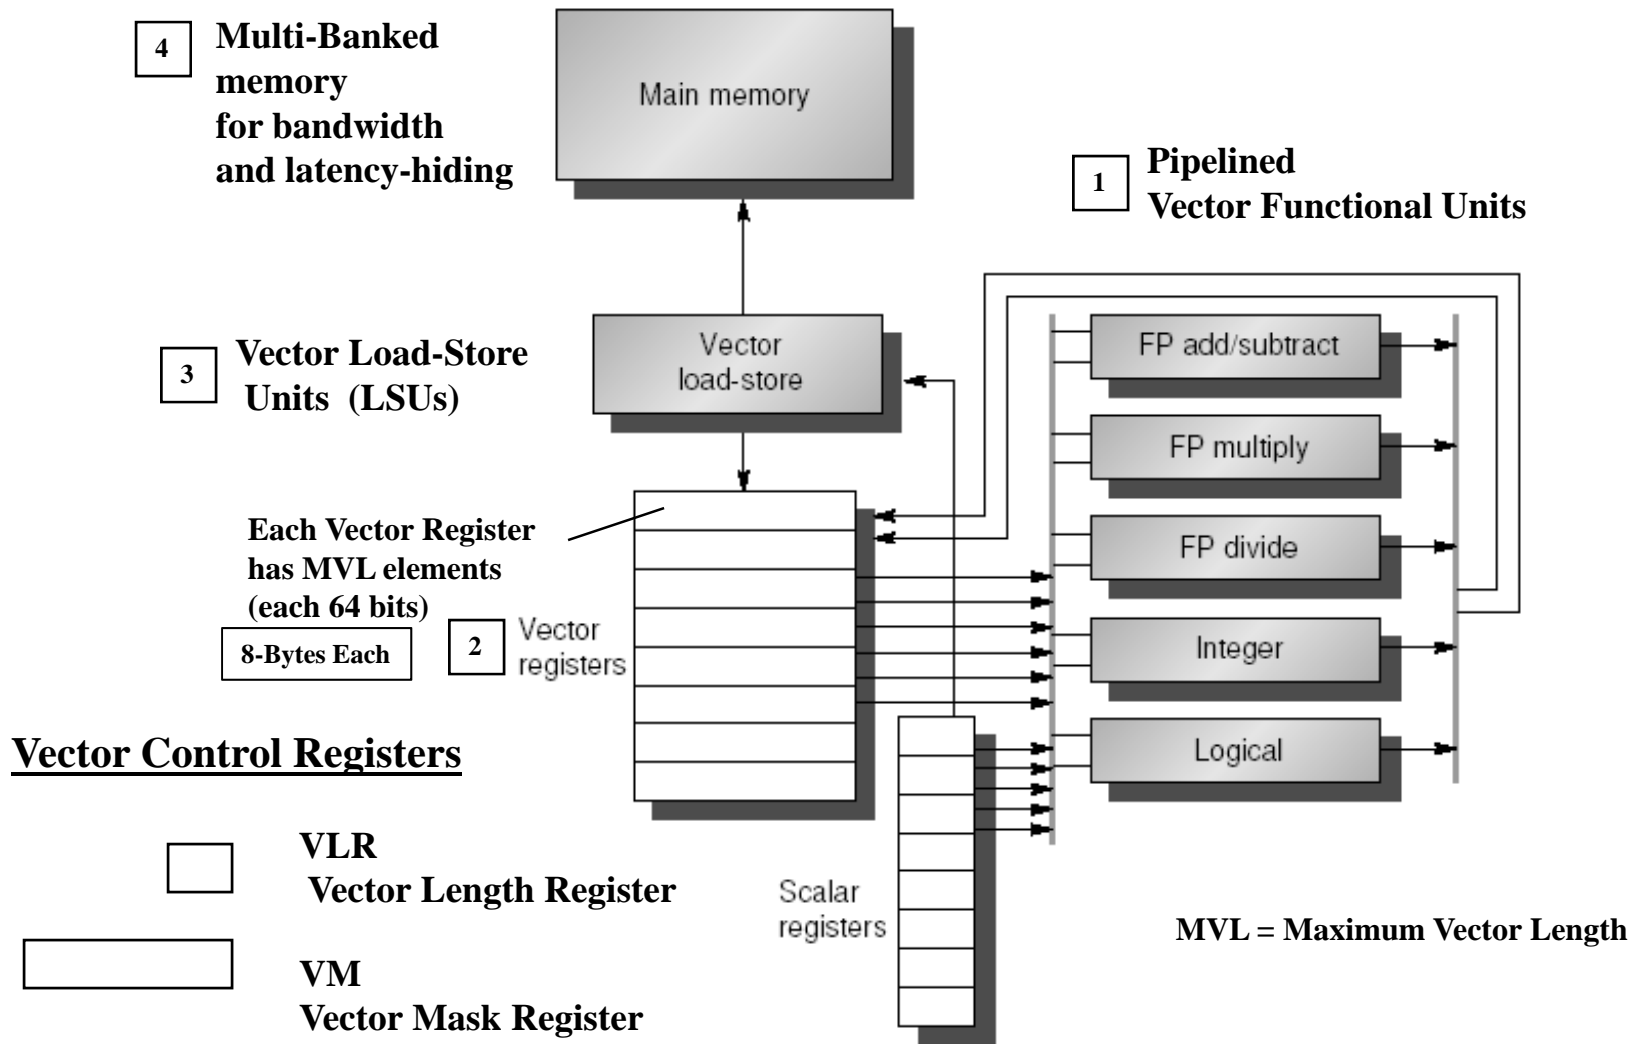 4
Multi-Banked
memory
for bandwidth
and latency-hiding
Main memory
1
Pipelined
Vector Functional Units
3
Vector Load-Store
Units (LSUs)
Vector
load-store
FP add/subtract
FP multiply
FP divide
Integer
Logical
Each Vector Register
has MVL elements
(each 64 bits)
8-Bytes Each
2
Vector
registers
Vector Control Registers
VLR
Vector Length Register
VM
Vector Mask Register
Scalar
registers
MVL = Maximum Vector Length